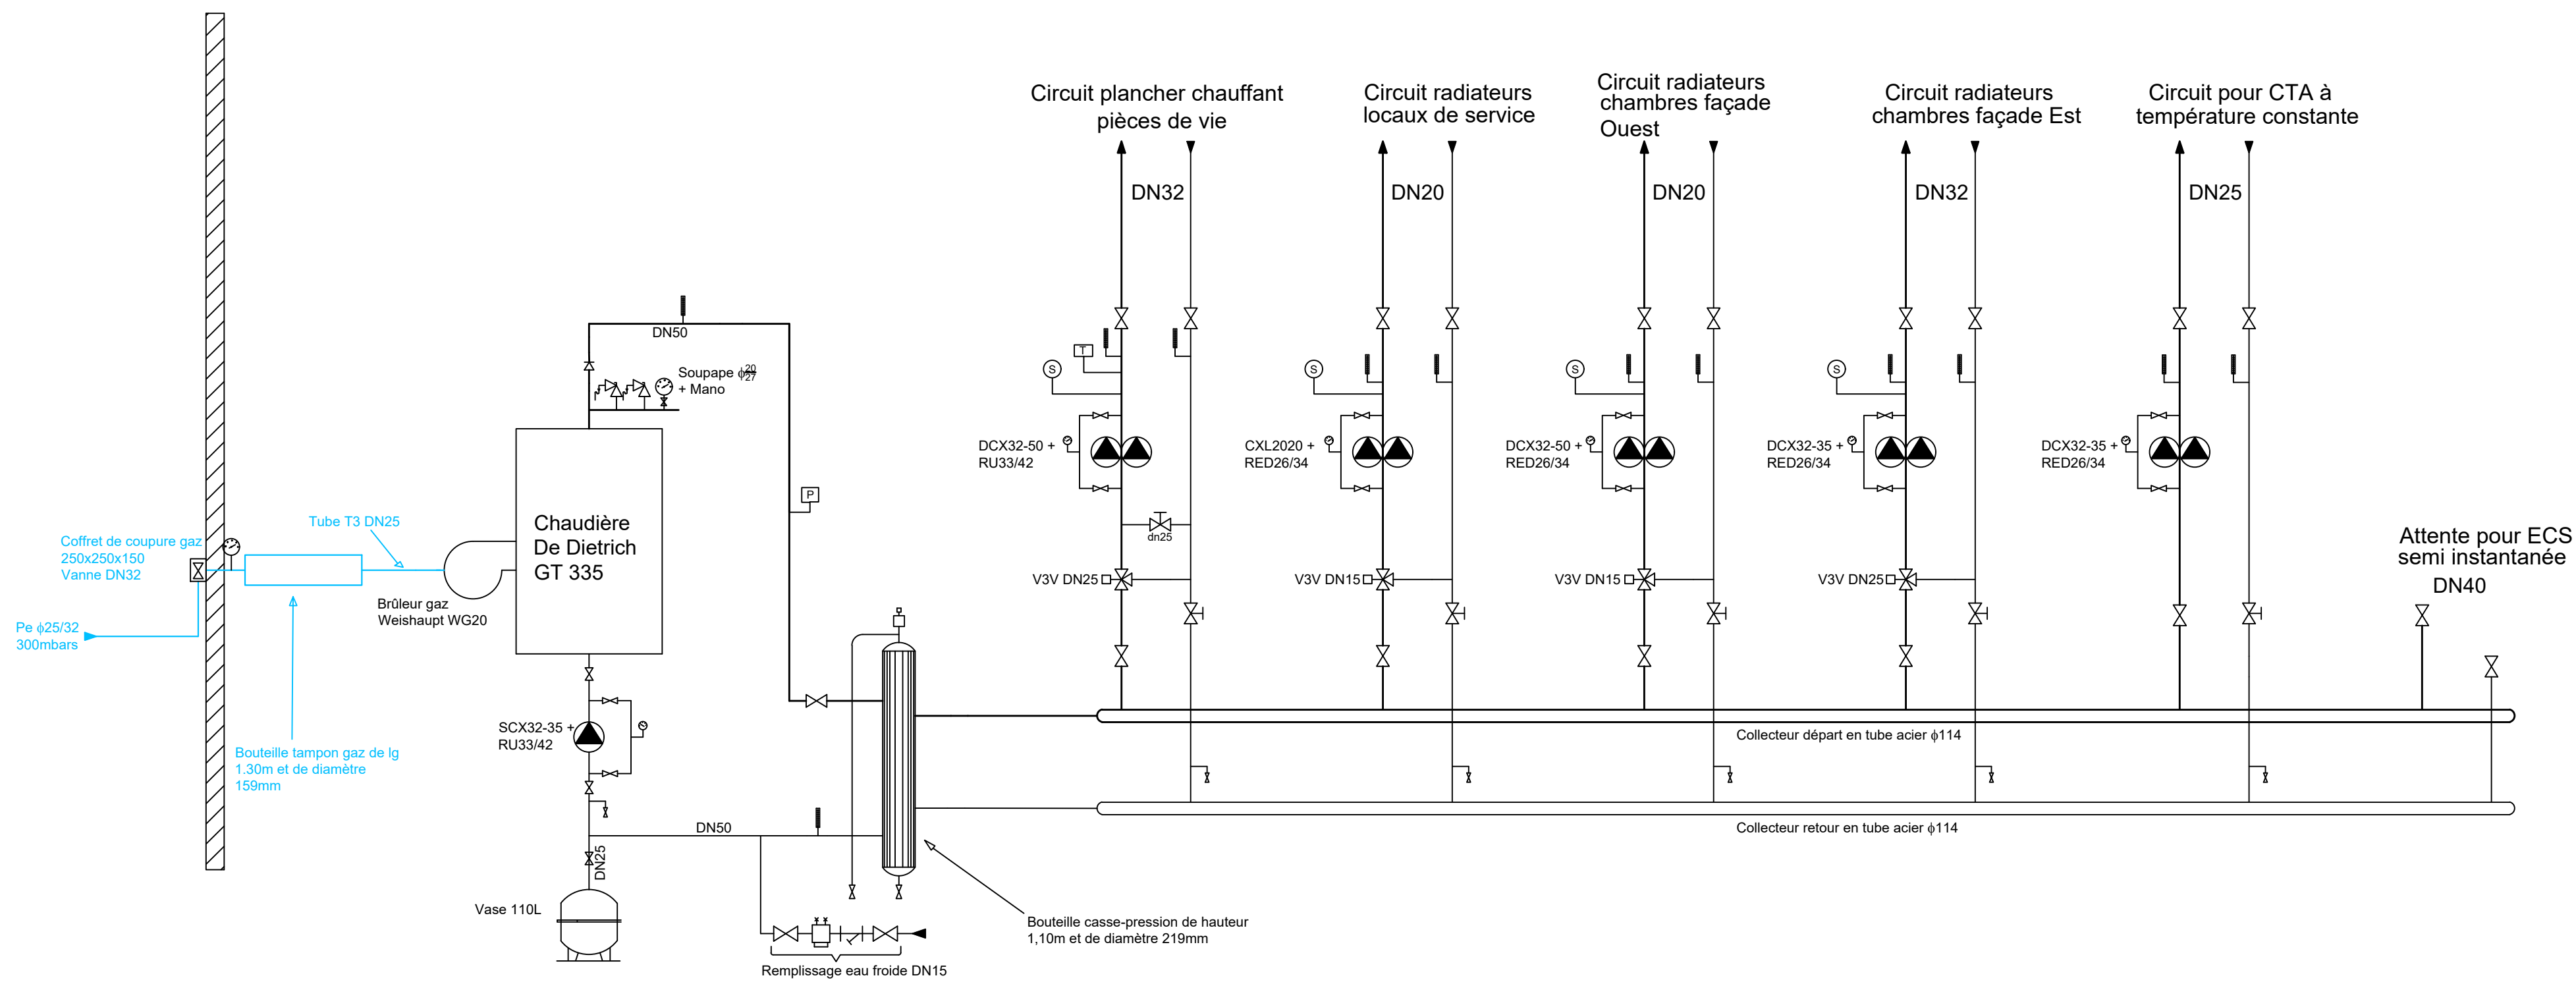 Circuit plancher chauffant
pièces de vie
Circuit radiateurs
locaux de service
Circuit radiateurs
chambres façade
Ouest
Circuit radiateurs
chambres façade Est
Circuit pour CTA à
température constante
DN32
DN20
DN20
DN32
DN25
DN50
Soupape ϕ20/27
+ Mano
T
S
S
S
S
DCX32-50 +
RU33/42
CXL2020 +
RED26/34
DCX32-50 +
RED26/34
DCX32-35 +
RED26/34
DCX32-35 +
RED26/34
P
Tube T3 DN25
Coffret de coupure gaz
250x250x150
Vanne DN32
Chaudière
De Dietrich
GT 335
dn25
Attente pour ECS
semi instantanée
DN40
V3V DN25
V3V DN15
V3V DN15
V3V DN25
Brûleur gaz
Weishaupt WG20
Pe ϕ25/32
300mbars
SCX32-35 +
RU33/42
Collecteur départ en tube acier ϕ114
Bouteille tampon gaz de lg
1.30m et de diamètre
159mm
DN50
Collecteur retour en tube acier ϕ114
DN25
Vase 110L
Bouteille casse-pression de hauteur
1,10m et de diamètre 219mm
Remplissage eau froide DN15